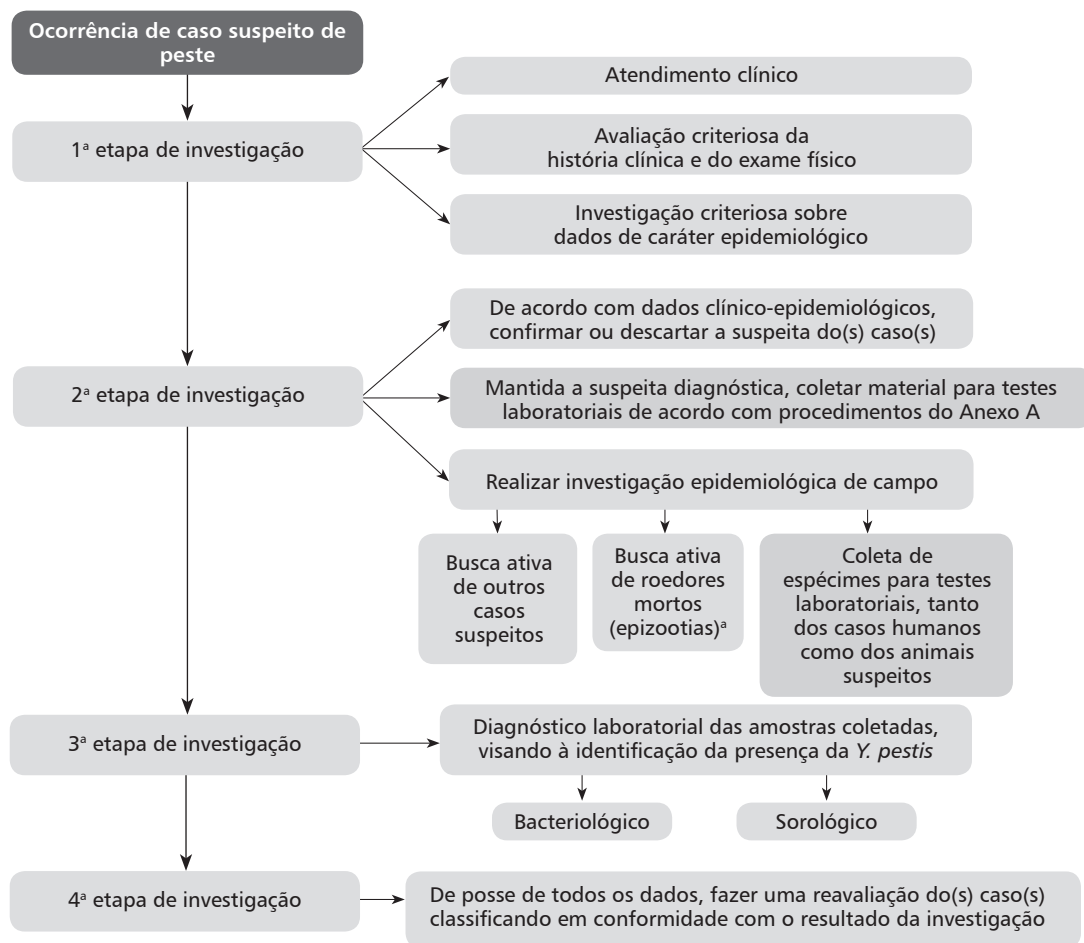 Ocorrência de caso suspeito de
peste
1ª etapa de investigação
Atendimento clínico
Avaliação criteriosa da
história clínica e do exame físico
Investigação criteriosa sobre
dados de caráter epidemiológico
2ª etapa de investigação
De acordo com dados clínico-epidemiológicos,
confirmar ou descartar a suspeita do(s) caso(s)
Mantida a suspeita diagnóstica, coletar material para testes
laboratoriais de acordo com procedimentos do Anexo A
Realizar investigação epidemiológica de campo
Busca ativa
de outros
casos
suspeitos
Busca ativa
de roedores
mortos
(epizootias)ª
Coleta de
espécimes para testes
laboratoriais, tanto
dos casos humanos
como dos animais
suspeitos
3ª etapa de investigação
Diagnóstico laboratorial das amostras coletadas,
visando à identificação da presença da Y. pestis
Bacteriológico
Sorológico
4ª etapa de investigação
De posse de todos os dados, fazer uma reavaliação do(s) caso(s)
classificando em conformidade com o resultado da investigação